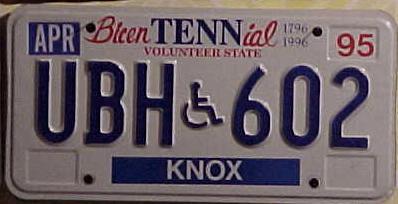 APR BicenTENNial 1796 1996 95
VOLUNTEER STATE
UBH 602
KNOX